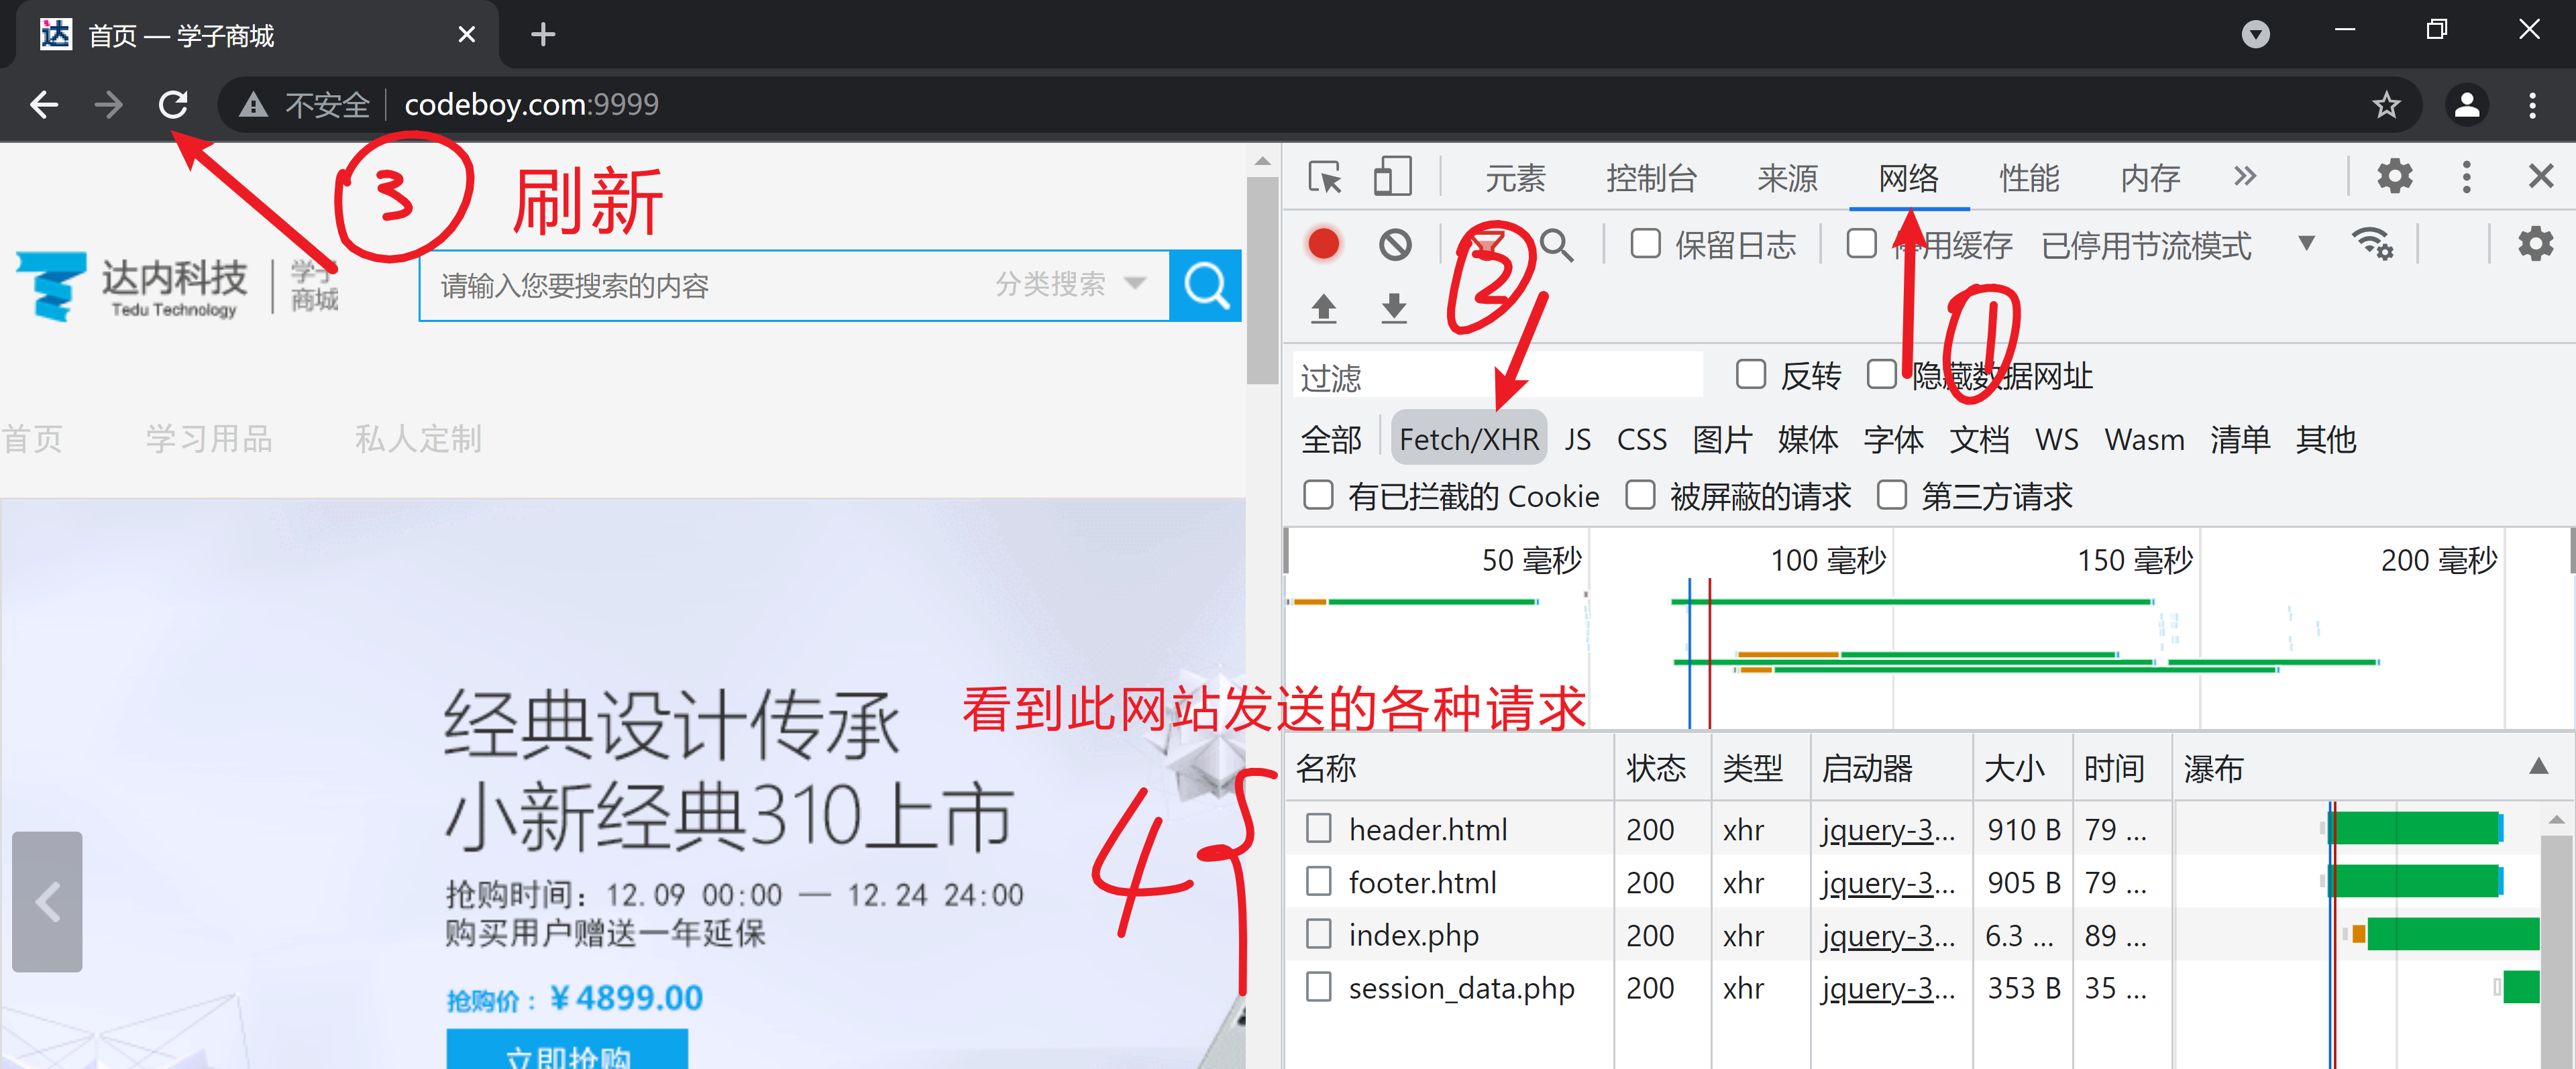 达 首页 — 学子商城
不安全 codeboy.com:9999
③ 刷新
达内科技 学子
Tedu Technology 商城
请输入您要搜索的内容 分类搜索
首页 学习用品 私人定制
经典设计传承
小新经典310上市
抢购时间：12.09 00:00 — 12.24 24:00
购买用户赠送一年延保
抢购价：¥4899.00
立即抢购
看到此网站发送的各种请求
4
元素 控制台 来源 网络 性能 内存 »
② 保留日志 停用缓存 已停用节流模式
①
过滤 反转 隐藏数据网址
全部 Fetch/XHR JS CSS 图片 媒体 字体 文档 WS Wasm 清单 其他
有已拦截的 Cookie 被屏蔽的请求 第三方请求
50 毫秒 100 毫秒 150 毫秒 200 毫秒
名称 状态 类型 启动器 大小 时间 瀑布
header.html 200 xhr jquery-3... 910 B 79 ...
footer.html 200 xhr jquery-3... 905 B 79 ...
index.php 200 xhr jquery-3... 6.3 ... 89 ...
session_data.php 200 xhr jquery-3... 353 B 35 ...